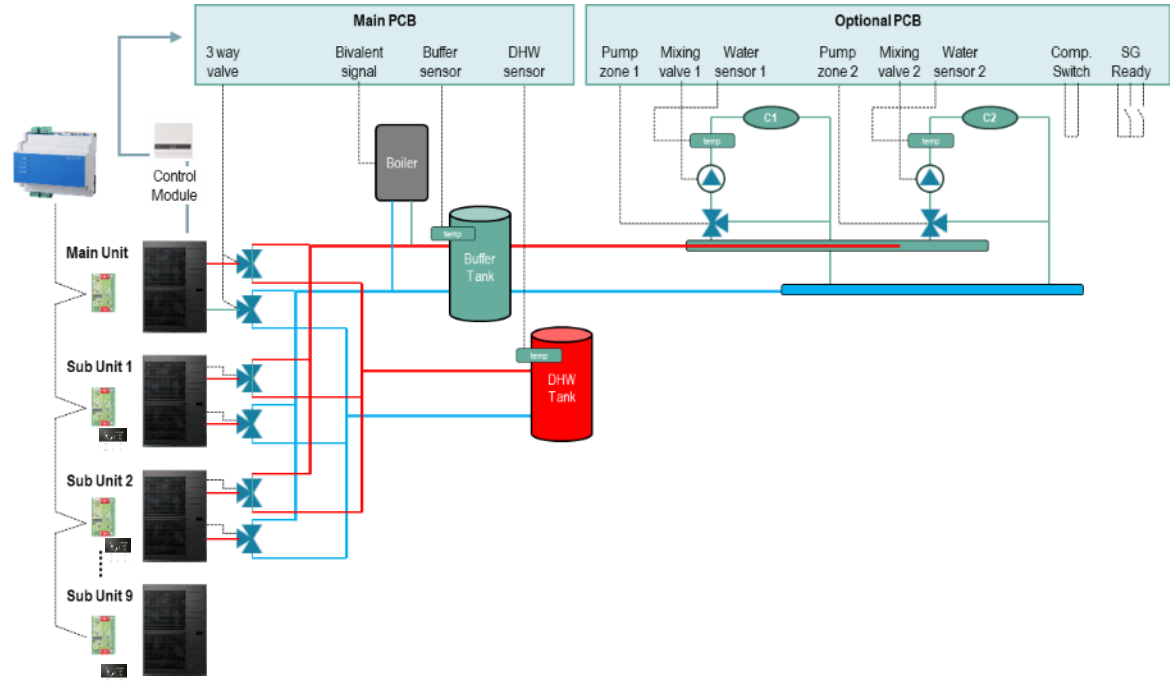 Main PCB
Optional PCB
3 way valve
Bivalent signal
Buffer sensor
DHW sensor
Pump zone 1
Mixing valve 1
Water sensor 1
Pump zone 2
Mixing valve 2
Water sensor 2
Comp. Switch
SG Ready
C1
C2
temp
temp
Boiler
Control Module
temp
Main Unit
Buffer Tank
temp
Sub Unit 1
DHW Tank
Sub Unit 2
Sub Unit 9